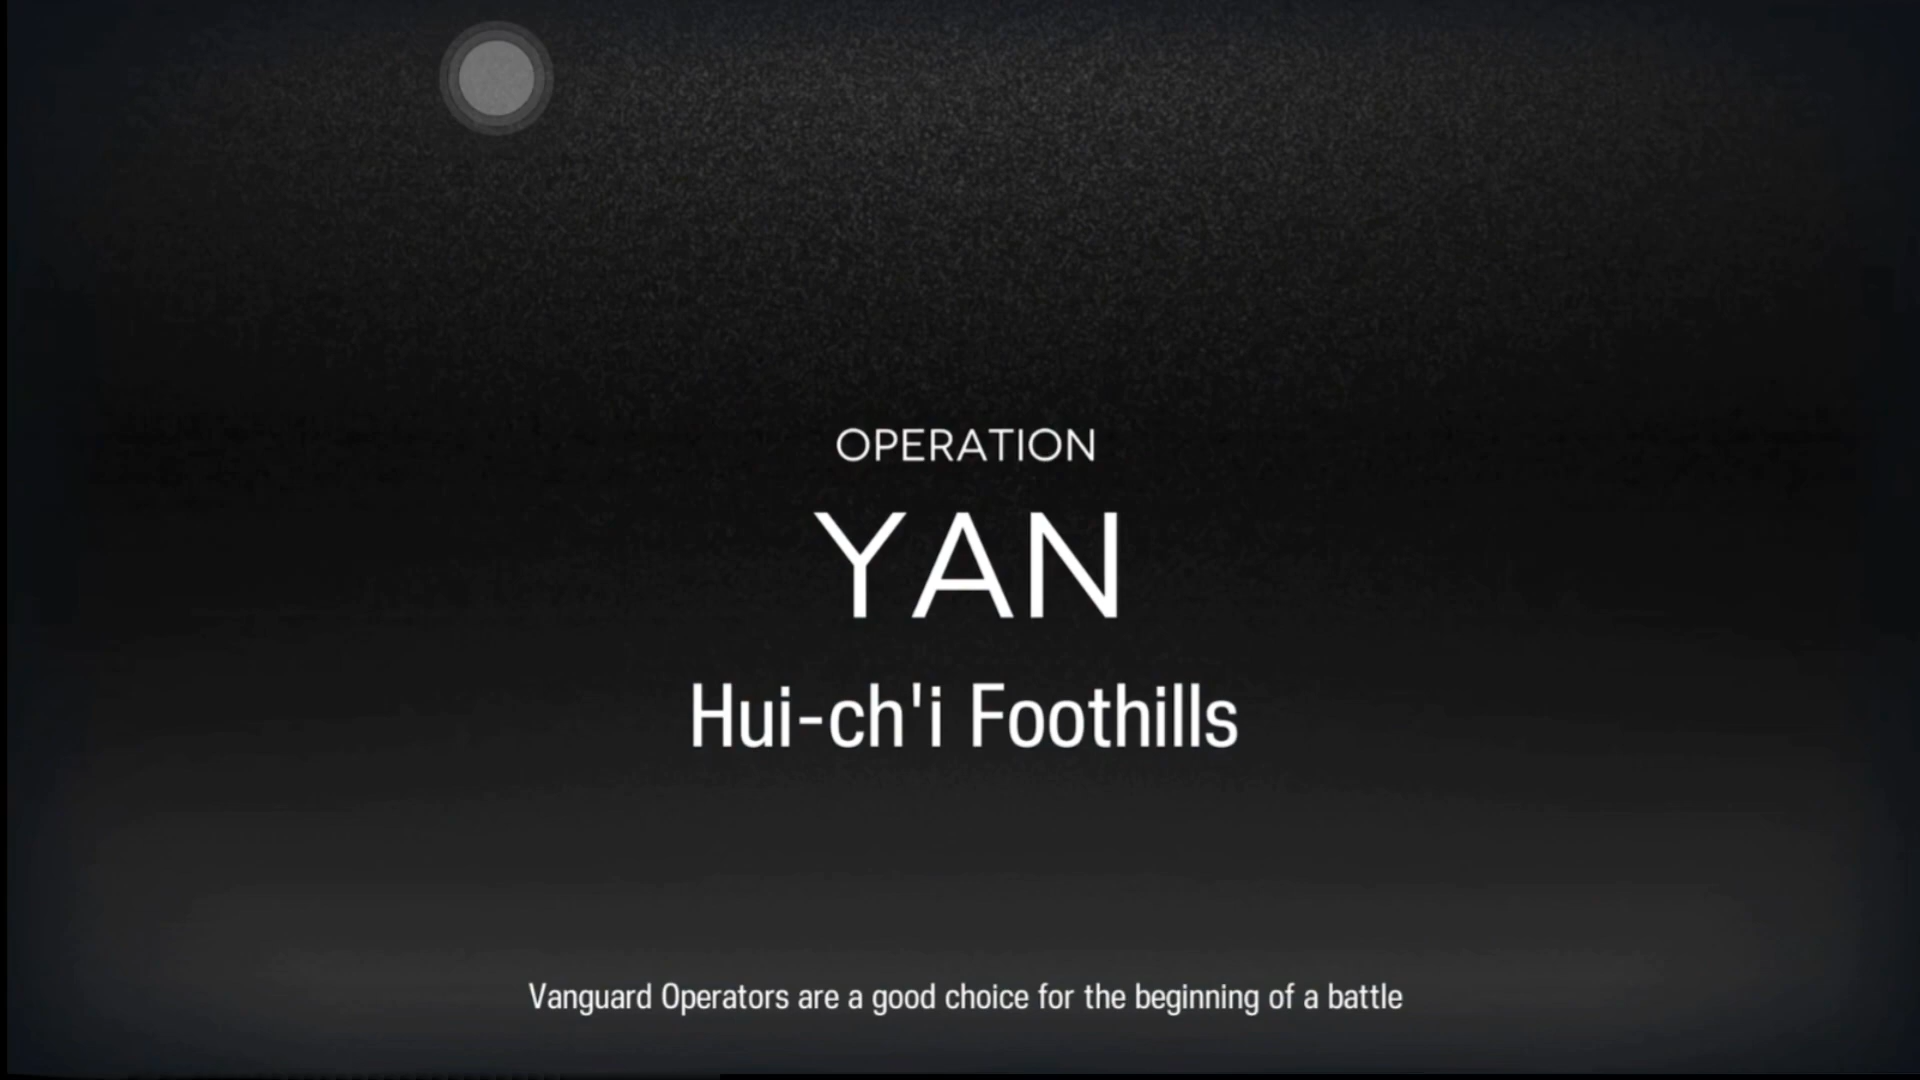 OPERATION
YAN
Hui-ch'i Foothills
Vanguard Operators are a good choice for the beginning of a battle